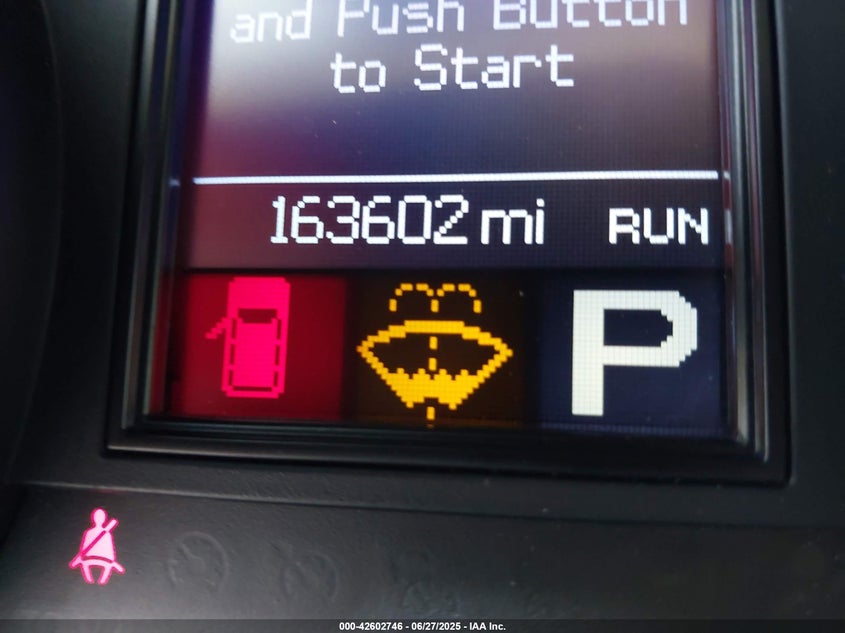 and Push Button
to Start
163602 mi RUN
P
000-42602746 - 06/27/2025 - IAA Inc.